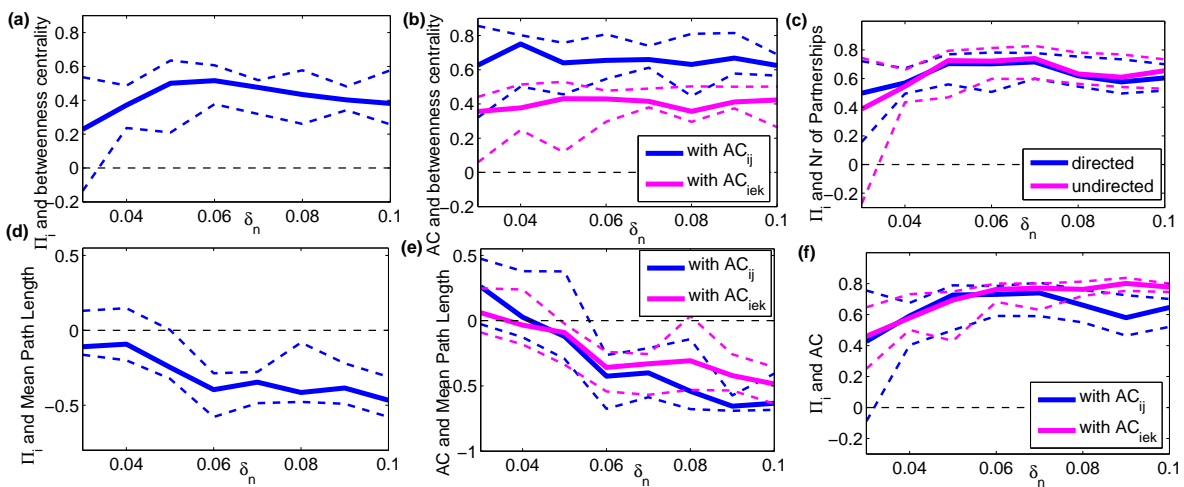 (a)
Π_i and betweenness centrality
0.8
0.6
0.4
0.2
0
−0.2
0.04
0.06
0.08
0.1
δ_n
(b)
AC and betweenness centrality
0.8
0.6
0.4
0.2
0
−0.2
0.04
0.06
0.08
0.1
δ_n
with AC_ij
with AC_iek
(c)
Π_i and Nr of Partnerships
0.8
0.6
0.4
0.2
0
−0.2
0.04
0.06
0.08
0.1
δ_n
directed
undirected
(d)
Π_i and Mean Path Length
0.5
0
−0.5
0.04
0.06
0.08
0.1
δ_n
(e)
AC and Mean Path Length
0.5
0
−0.5
−1
0.04
0.06
0.08
0.1
δ_n
with AC_ij
with AC_iek
(f)
Π_i and AC
0.8
0.6
0.4
0.2
0
−0.2
0.04
0.06
0.08
0.1
δ_n
with AC_ij
with AC_iek